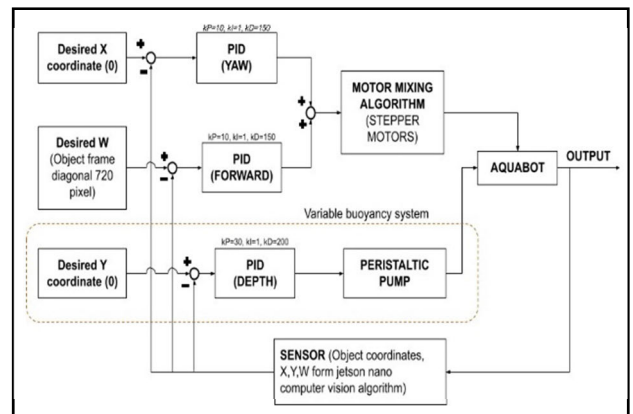 kP=10, kI=1, kD=150
Desired X
coordinate (0)
+
−
PID
(YAW)
+
+
MOTOR MIXING
ALGORITHM
(STEPPER
MOTORS)
Desired W
(Object frame
diagonal 720
pixel)
+
−
kP=10, kI=1, kD=150
PID
(FORWARD)
AQUABOT
OUTPUT
Variable buoyancy system
Desired Y
coordinate (0)
+
−
kP=30, kI=1, kD=200
PID
(DEPTH)
PERISTALTIC
PUMP
SENSOR (Object coordinates,
X,Y,W form jetson nano
computer vision algorithm)